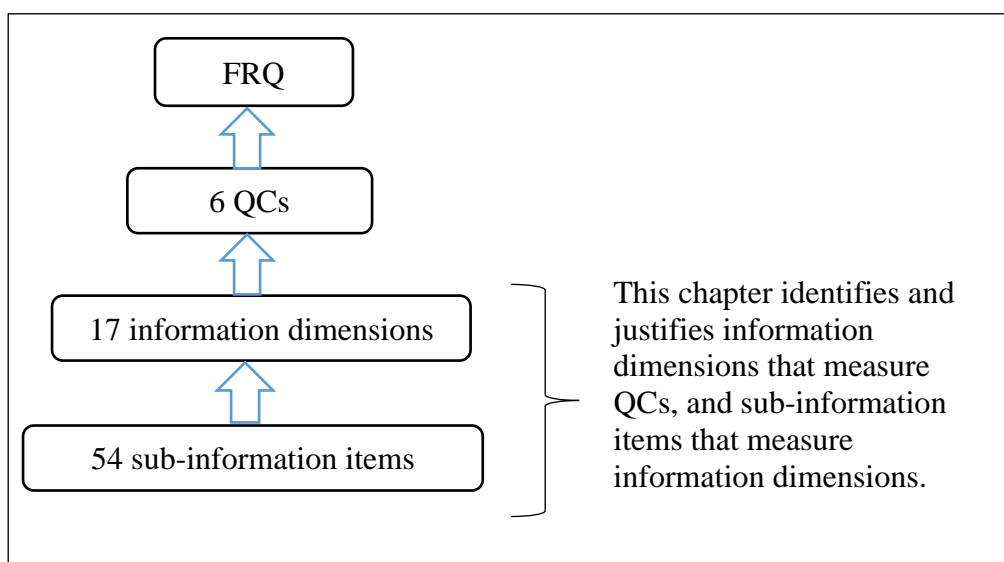 FRQ
6 QCs
17 information dimensions
54 sub-information items
This chapter identifies and
justifies information
dimensions that measure
QCs, and sub-information
items that measure
information dimensions.